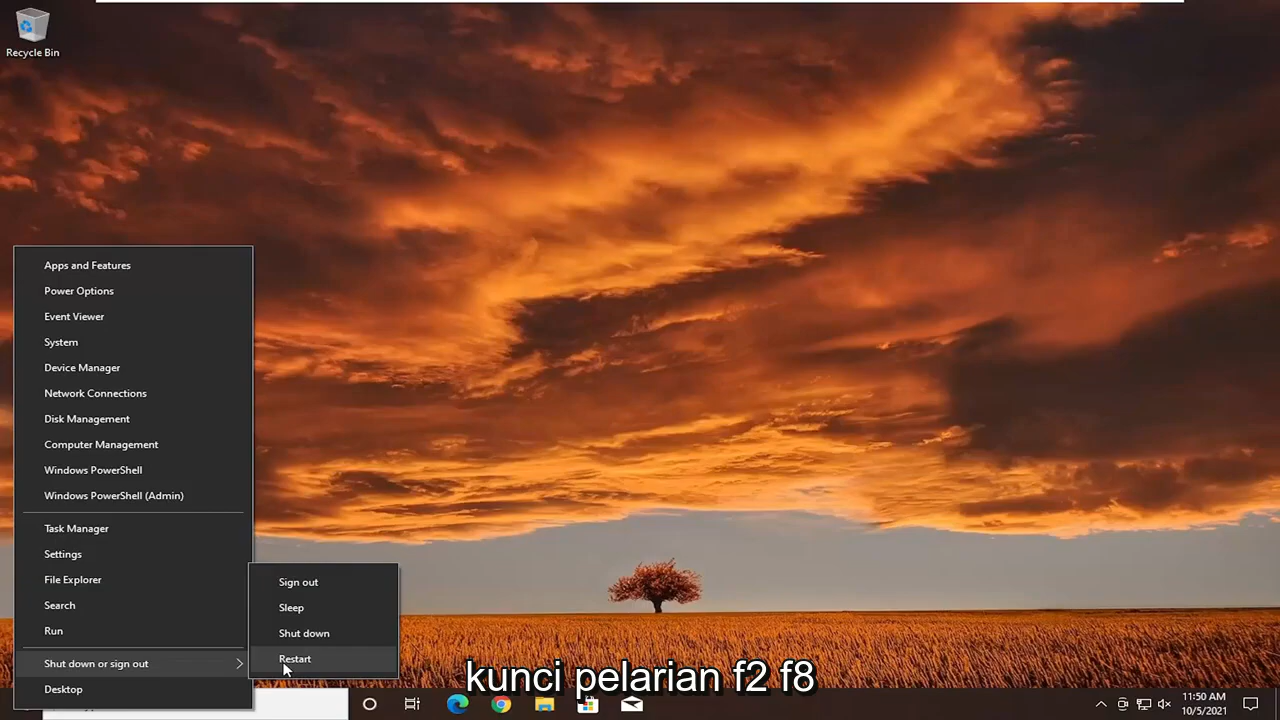 Recycle Bin
Apps and Features
Power Options
Event Viewer
System
Device Manager
Network Connections
Disk Management
Computer Management
Windows PowerShell
Windows PowerShell (Admin)
Task Manager
Settings
File Explorer
Search
Run
Shut down or sign out
Desktop
Sign out
Sleep
Shut down
Restart
kunci pelarian f2 f8
11:50 AM
10/5/2021